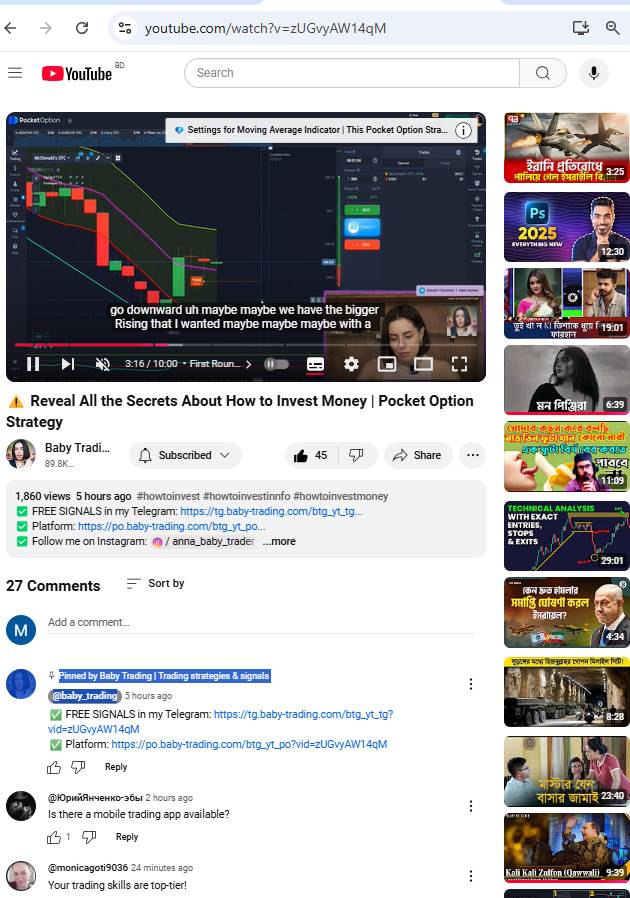 youtube.com/watch?v=zUGvyAW14qM
YouTube BD
Search
PocketOption
Settings for Moving Average Indicator | This Pocket Option Stra...
McDonald's OTC
go downward uh maybe maybe we have the bigger
Rising that I wanted maybe maybe maybe with a
3:16 / 10:00 • First Roun...
⚠️ Reveal All the Secrets About How to Invest Money | Pocket Option
Strategy
Baby Tradi...
89.8K...
Subscribed
45
Share
1,860 views 5 hours ago #howtoinvest #howtoinvestinnfo #howtoinvestmoney
✅ FREE SIGNALS in my Telegram: https://tg.baby-trading.com/btg_yt_tg...
✅ Platform: https://po.baby-trading.com/btg_yt_po...
✅ Follow me on Instagram: / anna_baby_trader ...more
27 Comments
Sort by
M
Add a comment...
Pinned by Baby Trading | Trading strategies & signals
@baby_trading 5 hours ago
✅ FREE SIGNALS in my Telegram: https://tg.baby-trading.com/btg_yt_tg?
vid=zUGvyAW14qM
✅ Platform: https://po.baby-trading.com/btg_yt_po?vid=zUGvyAW14qM
Reply
@ЮрийЯнченко-эбы 2 hours ago
Is there a mobile trading app available?
1
Reply
@monicagoti9036 24 minutes ago
Your trading skills are top-tier!
ইরানি প্রতিরোধে
পালিয়ে গেল ইসরাইলি
3:25
Ps
2025
EVERYTHING NEW
12:30
19:01
মন পিঞ্জিরা
6:39
11:09
TECHNICAL ANALYSIS
WITH EXACT
ENTRIES,
STOPS
& EXITS
29:01
কেন দ্রুত হামলার
সমাপ্তি ঘোষণা করল
ইসরায়েল?
4:34
8:28
মাস্টার যেন
বাসার জামাই
23:40
Kali Kali Zulfon (Qawwali)
9:39